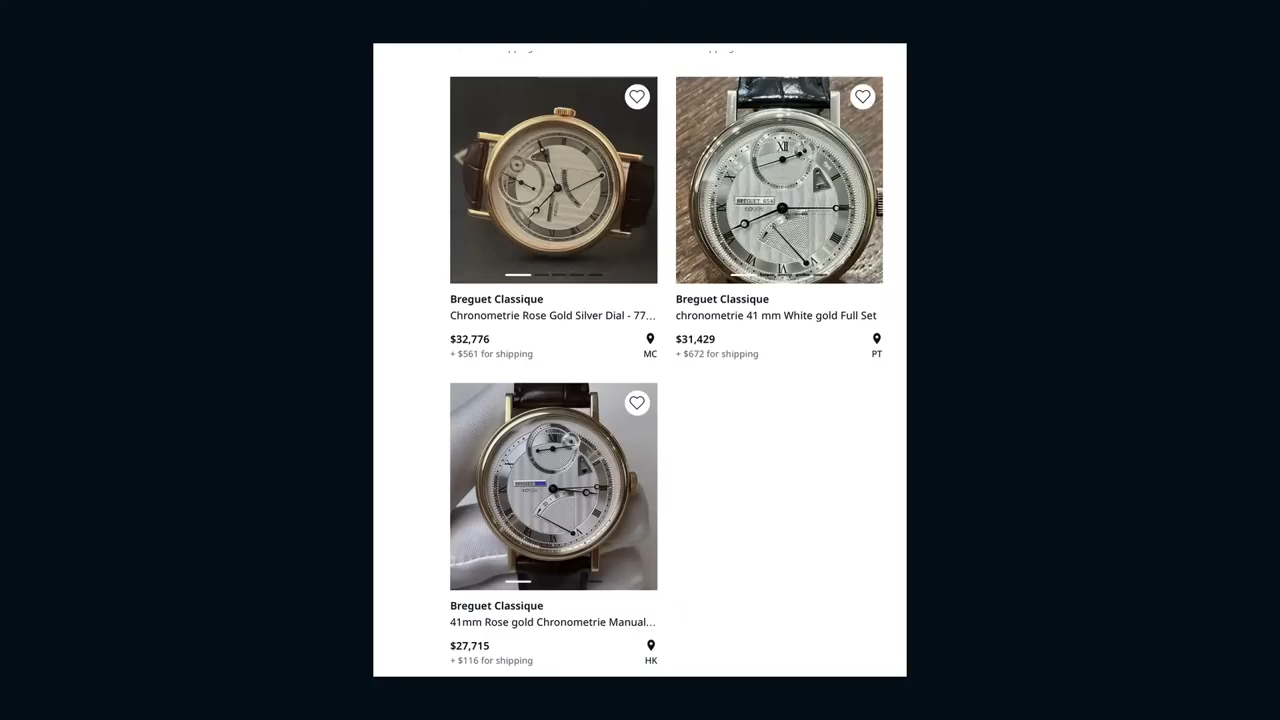 Breguet Classique
Chronometrie Rose Gold Silver Dial - 77...
$32,776
+ $561 for shipping
MC
XII
BREGUET
Breguet Classique
chronometrie 41 mm White gold Full Set
$31,429
+ $672 for shipping
PT
Breguet Classique
41mm Rose gold Chronometrie Manual...
$27,715
+ $116 for shipping
HK